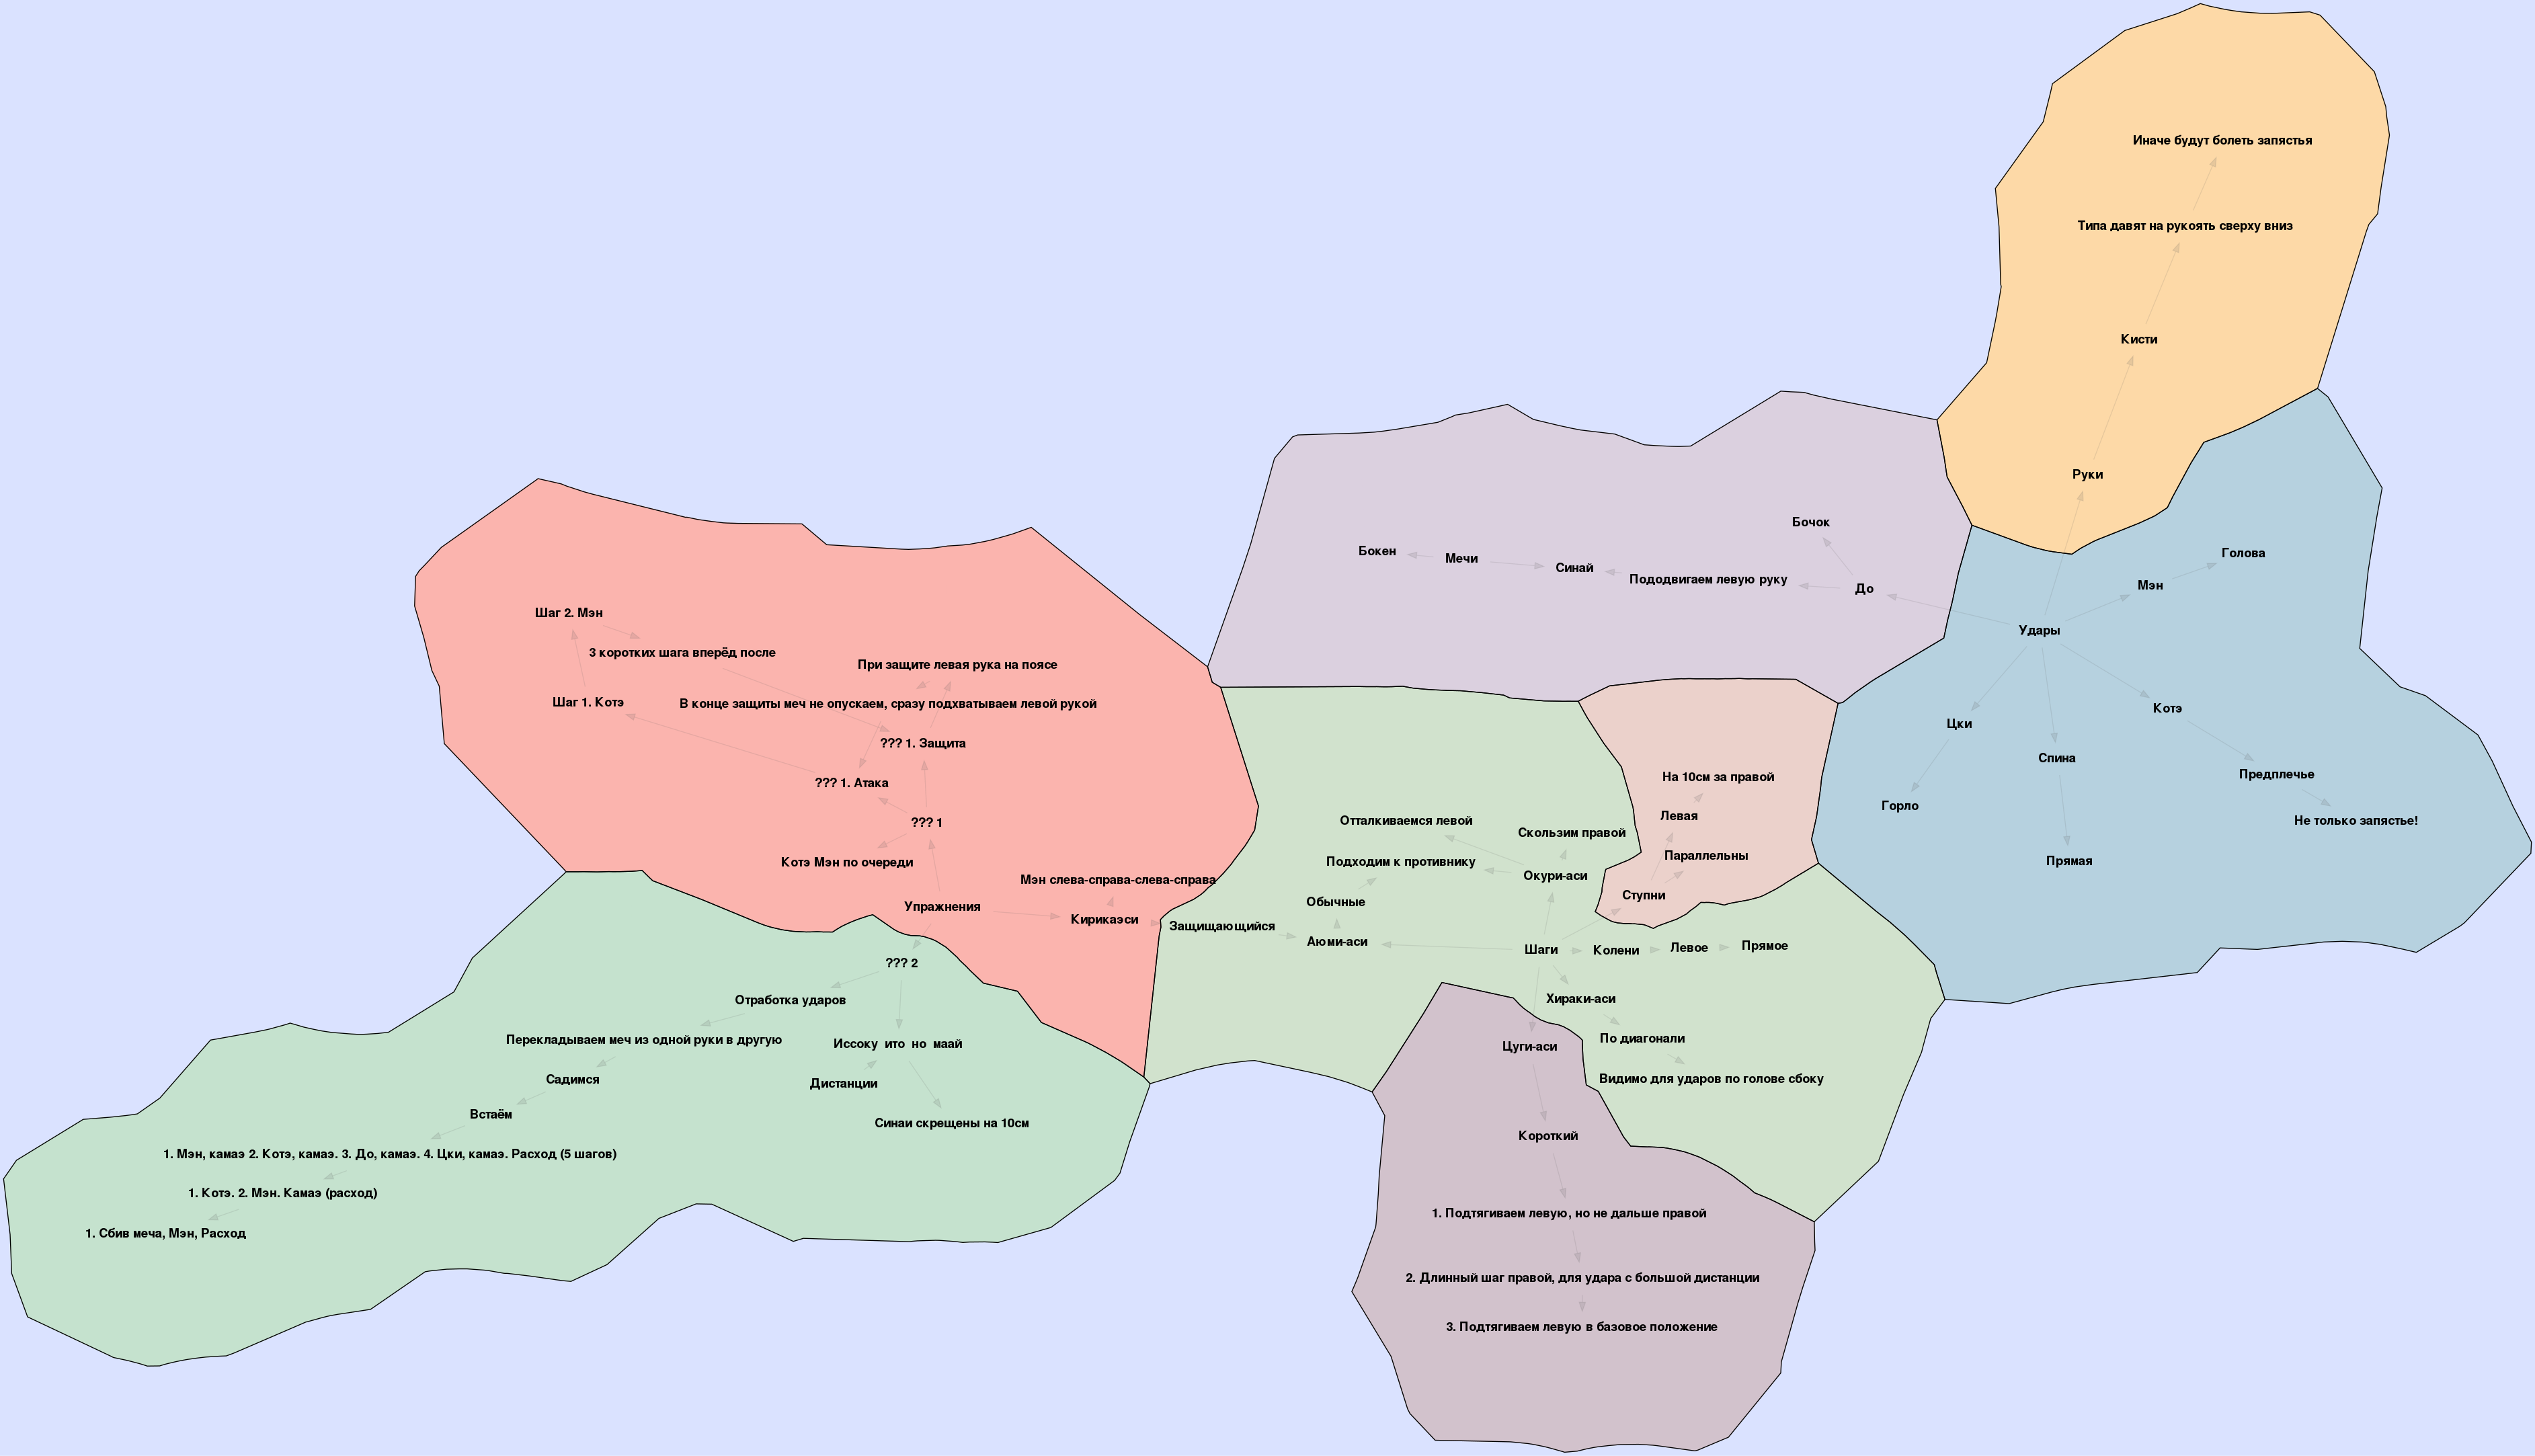 Иначе будут болеть запястья
Типа давят на рукоять сверху вниз
Кисти
Руки
Бочок
Бокен
Мечи
Синай
Пододвигаем левую руку
До
Голова
Мэн
Удары
Котэ
Цки
Спина
Предплечье
Горло
Не только запястье!
Прямая
Шаг 2. Мэн
3 коротких шага вперёд после
При защите левая рука на поясе
Шаг 1. Котэ
В конце защиты меч не опускаем, сразу подхватываем левой рукой
??? 1. Защита
??? 1. Атака
??? 1
Котэ Мэн по очереди
Мэн слева-справа-слева-справа
Упражнения
Кирикаэси
Защищающийся
На 10см за правой
Левая
Параллельны
Ступни
Отталкиваемся левой
Скользим правой
Подходим к противнику
Окури-аси
Обычные
Аюми-аси
Шаги
Колени
Левое
Прямое
Хираки-аси
По диагонали
Видимо для ударов по голове сбоку
Цуги-аси
Короткий
1. Подтягиваем левую, но не дальше правой
2. Длинный шаг правой, для удара с большой дистанции
3. Подтягиваем левую в базовое положение
??? 2
Отработка ударов
Перекладываем меч из одной руки в другую
Иссоку ито но маай
Садимся
Дистанции
Встаём
Синаи скрещены на 10см
1. Мэн, камаэ 2. Котэ, камаэ. 3. До, камаэ. 4. Цки, камаэ. Расход (5 шагов)
1. Котэ. 2. Мэн. Камаэ (расход)
1. Сбив меча, Мэн, Расход